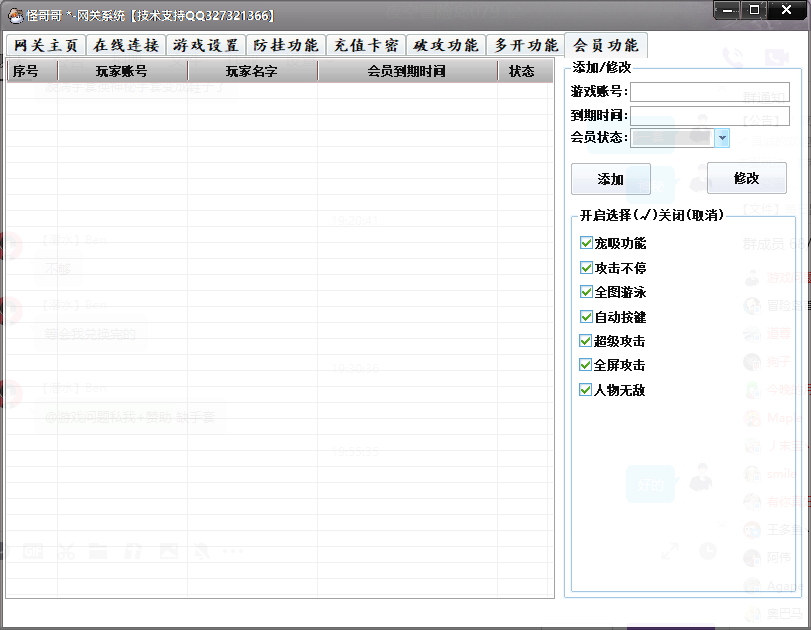 怪哥哥 *-网关系统【技术支持QQ327321366】
网关主页 在线连接 游戏设置 防挂功能 充值卡密 破攻功能 多开功能 会员功能
序号 玩家账号 玩家名字 会员到期时间 状态
添加/修改
游戏账号:
到期时间:
会员状态:
添加 修改
开启选择(√)关闭(取消)
宠吸功能
攻击不停
全图游泳
自动按键
超级攻击
全屏攻击
人物无敌